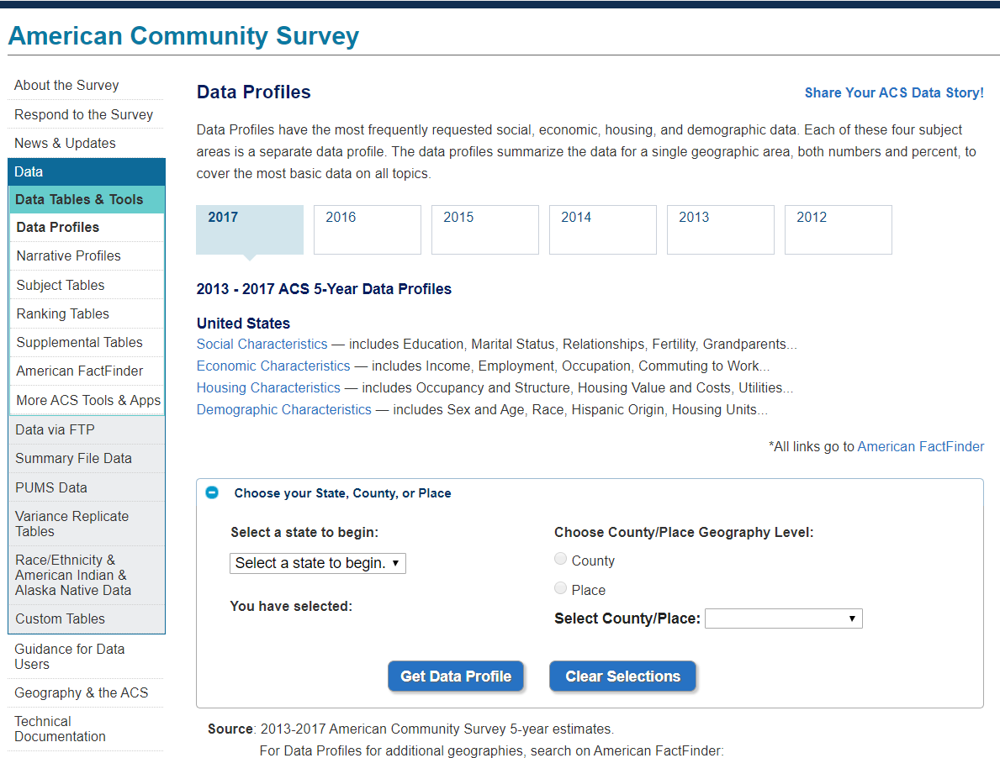 American Community Survey
About the Survey
Respond to the Survey
News & Updates
Data
Data Tables & Tools
Data Profiles
Narrative Profiles
Subject Tables
Ranking Tables
Supplemental Tables
American FactFinder
More ACS Tools & Apps
Data via FTP
Summary File Data
PUMS Data
Variance Replicate
Tables
Race/Ethnicity &
American Indian &
Alaska Native Data
Custom Tables
Guidance for Data
Users
Geography & the ACS
Technical
Documentation
Data Profiles
Share Your ACS Data Story!
Data Profiles have the most frequently requested social, economic, housing, and demographic data. Each of these four subject
areas is a separate data profile. The data profiles summarize the data for a single geographic area, both numbers and percent, to
cover the most basic data on all topics.
2017 2016 2015 2014 2013 2012
2013 - 2017 ACS 5-Year Data Profiles
United States
Social Characteristics — includes Education, Marital Status, Relationships, Fertility, Grandparents...
Economic Characteristics — includes Income, Employment, Occupation, Commuting to Work...
Housing Characteristics — includes Occupancy and Structure, Housing Value and Costs, Utilities...
Demographic Characteristics — includes Sex and Age, Race, Hispanic Origin, Housing Units...
*All links go to American FactFinder
Choose your State, County, or Place
Select a state to begin:
Select a state to begin.
You have selected:
Choose County/Place Geography Level:
County
Place
Select County/Place:
Get Data Profile
Clear Selections
Source: 2013-2017 American Community Survey 5-year estimates.
For Data Profiles for additional geographies, search on American FactFinder: